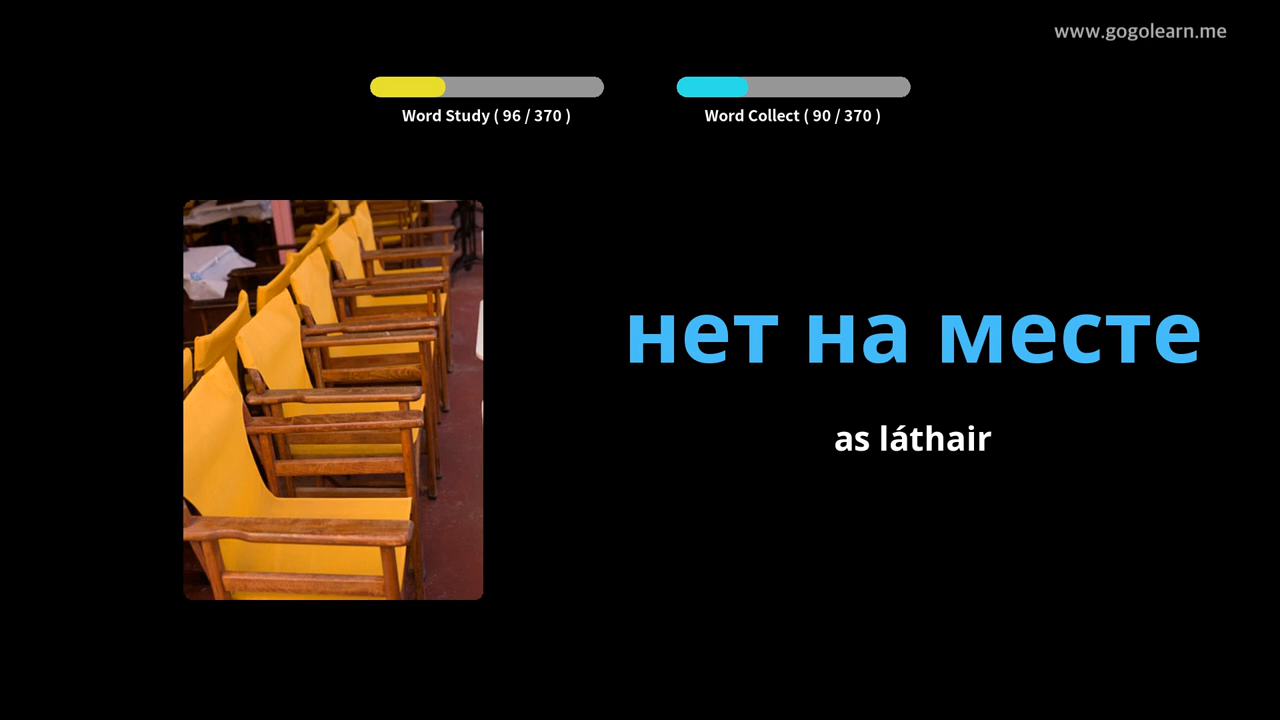 www.gogolearn.me
Word Study ( 96 / 370 )
Word Collect ( 90 / 370 )
нет на месте
as láthair